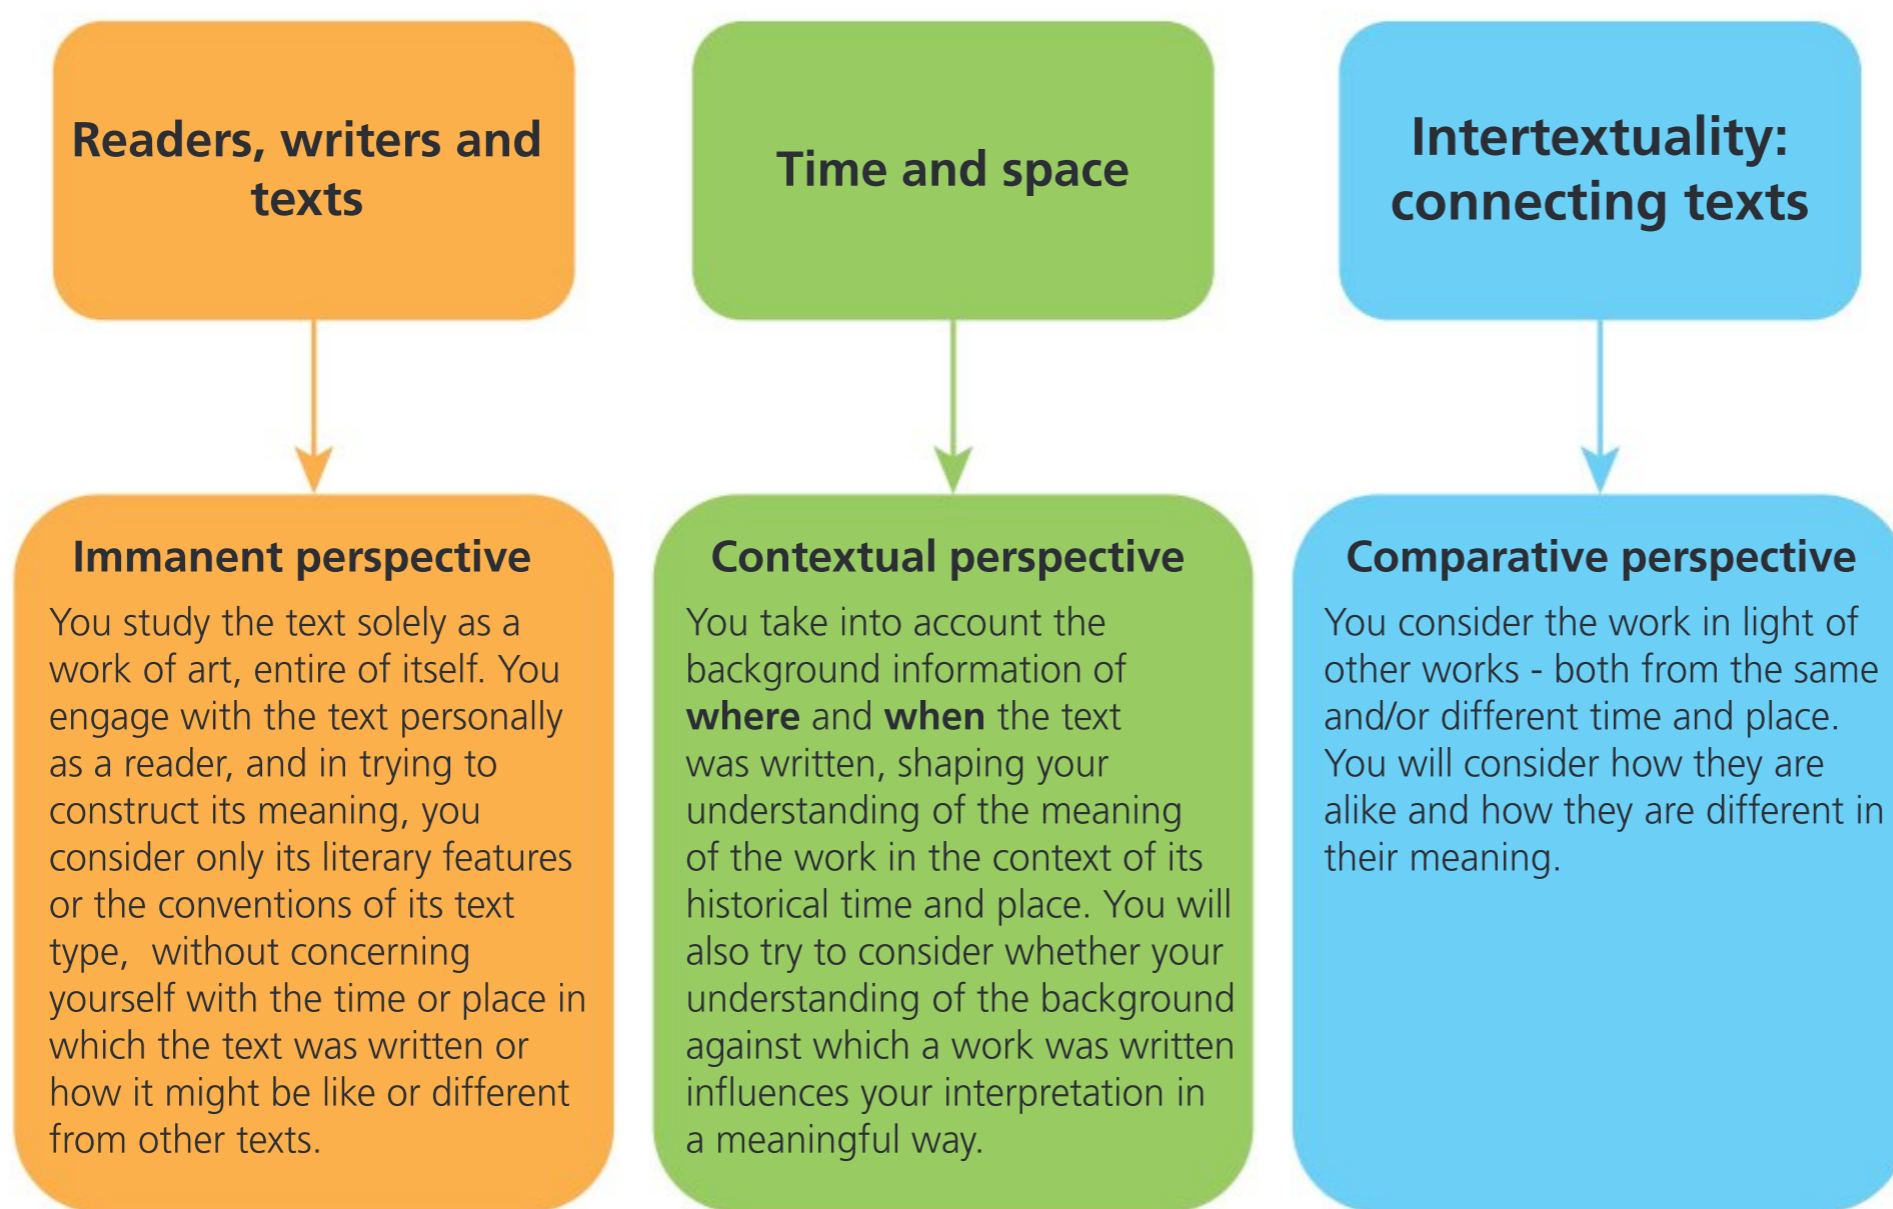 Readers, writers and
texts
Time and space
Intertextuality:
connecting texts
Immanent perspective
You study the text solely as a
work of art, entire of itself. You
engage with the text personally
as a reader, and in trying to
construct its meaning, you
consider only its literary features
or the conventions of its text
type,  without concerning
yourself with the time or place in
which the text was written or
how it might be like or different
from other texts.
Contextual perspective
You take into account the
background information of
where and when the text
was written, shaping your
understanding of the meaning
of the work in the context of its
historical time and place. You will
also try to consider whether your
understanding of the background
against which a work was written
influences your interpretation in
a meaningful way.
Comparative perspective
You consider the work in light of
other works - both from the same
and/or different time and place.
You will consider how they are
alike and how they are different in
their meaning.